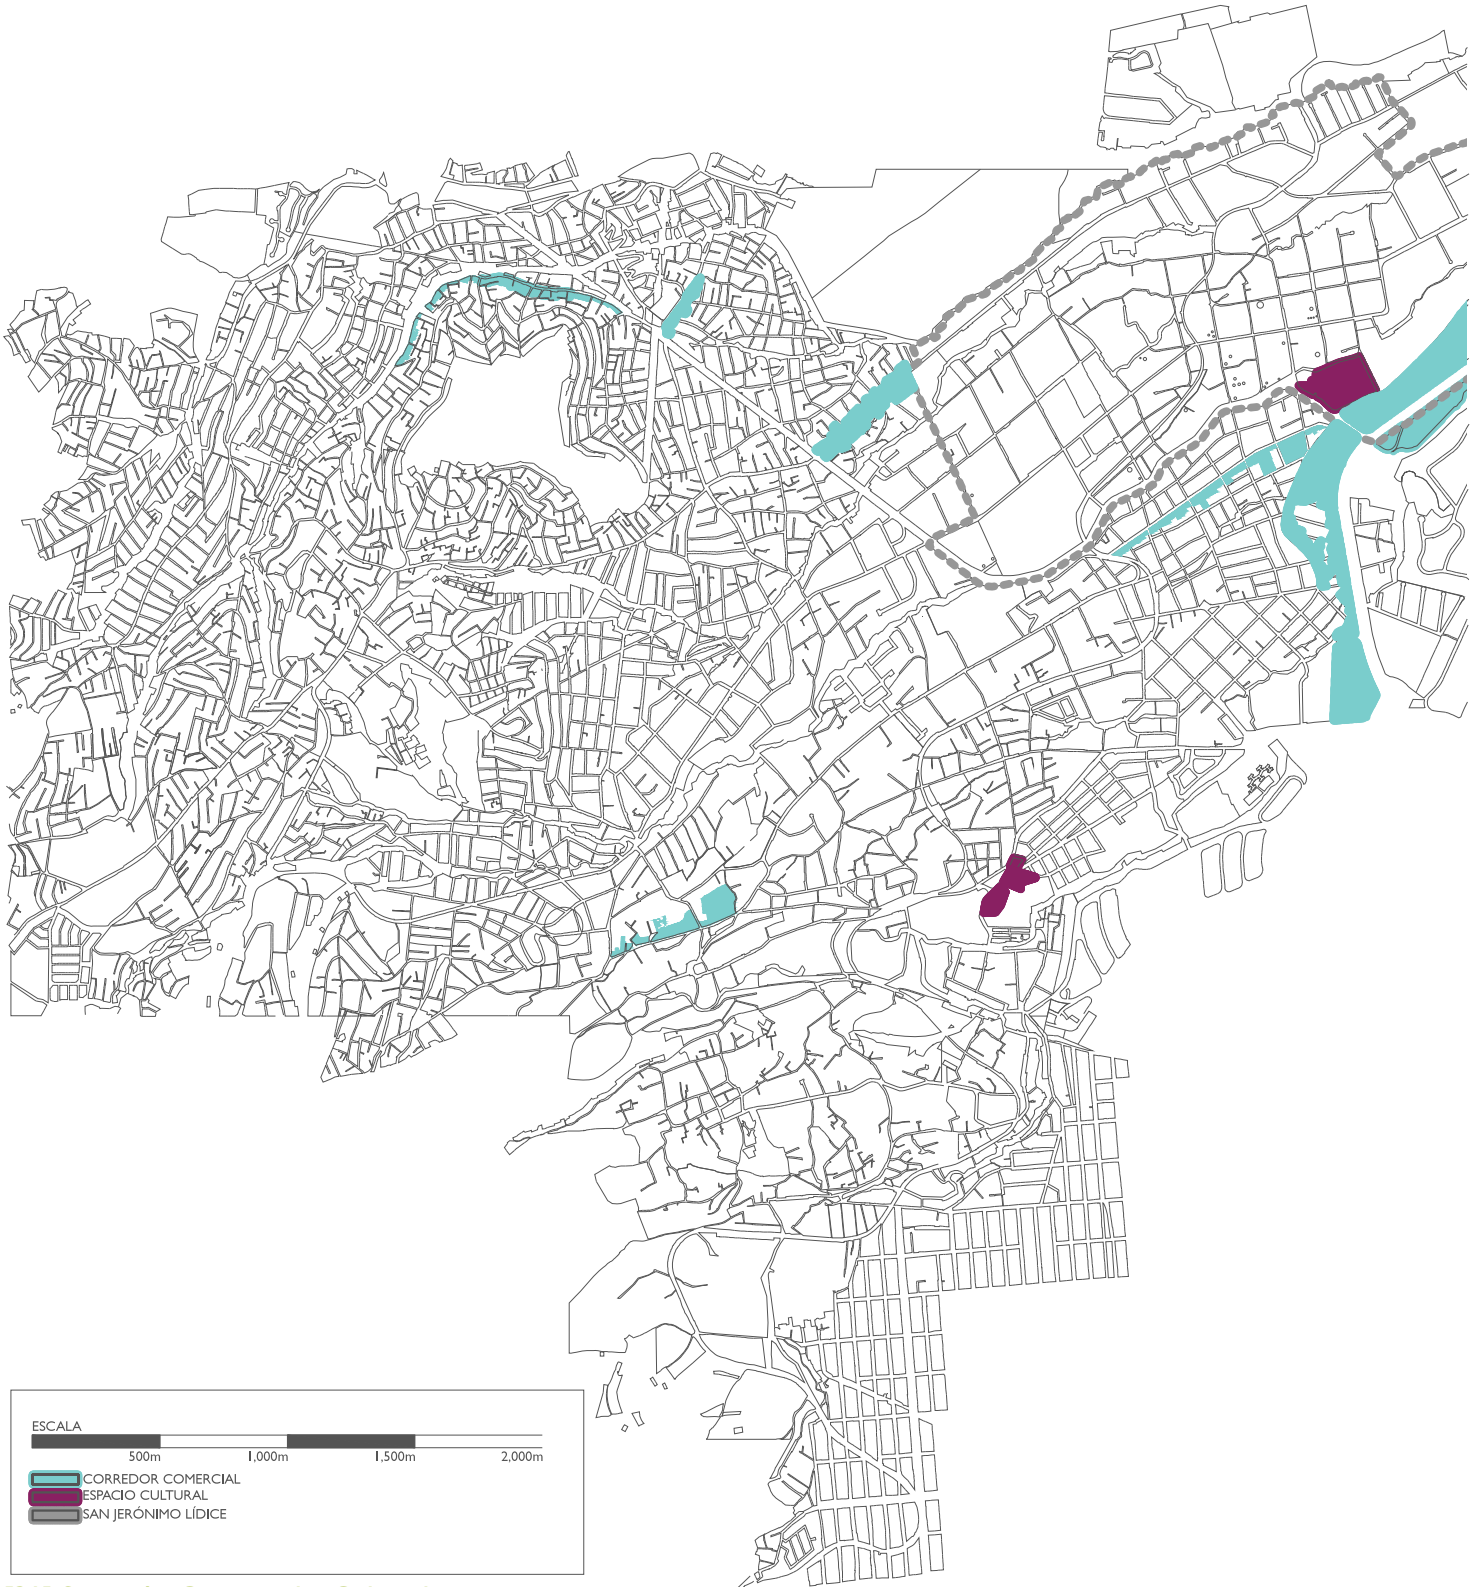 ESCALA
500m 1,000m 1,500m 2,000m
CORREDOR COMERCIAL
ESPACIO CULTURAL
SAN JERÓNIMO LÍDICE